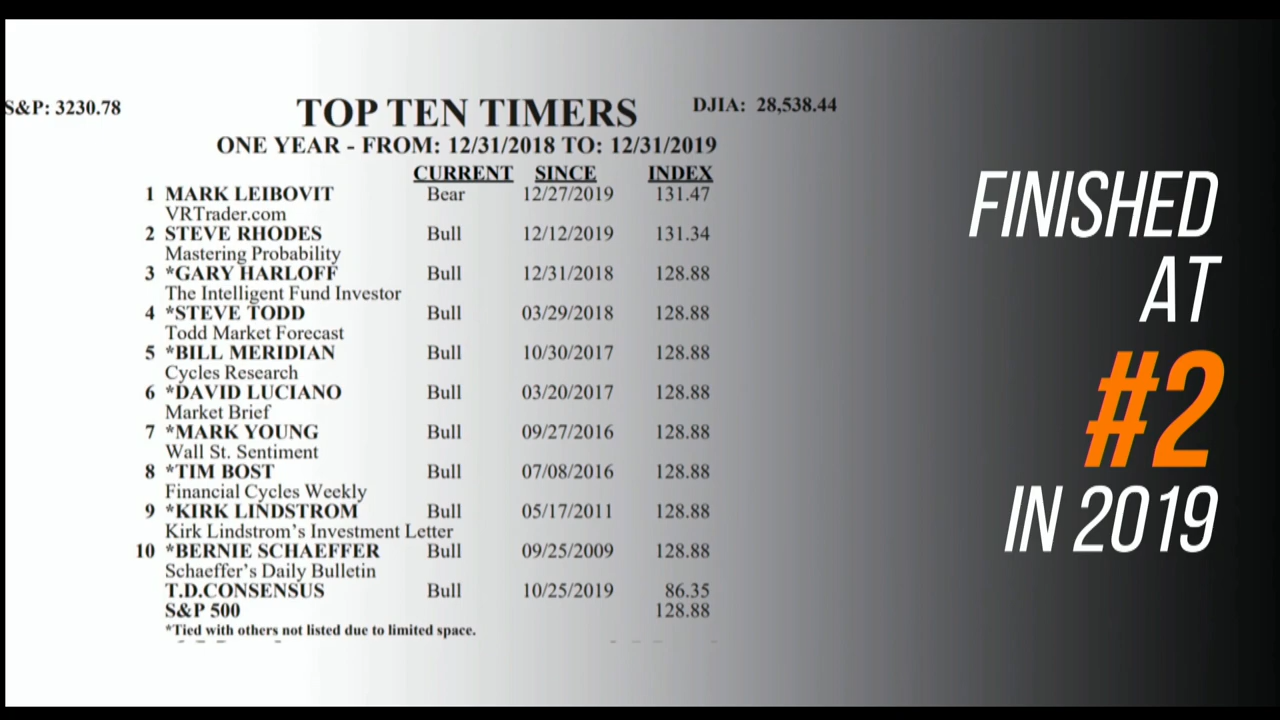 S&P: 3230.78
TOP TEN TIMERS
DJIA: 28,538.44
ONE YEAR - FROM: 12/31/2018 TO: 12/31/2019
CURRENT SINCE INDEX
1 MARK LEIBOVIT Bear 12/27/2019 131.47
VRTrader.com
2 STEVE RHODES Bull 12/12/2019 131.34
Mastering Probability
3 *GARY HARLOFF Bull 12/31/2018 128.88
The Intelligent Fund Investor
4 *STEVE TODD Bull 03/29/2018 128.88
Todd Market Forecast
5 *BILL MERIDIAN Bull 10/30/2017 128.88
Cycles Research
6 *DAVID LUCIANO Bull 03/20/2017 128.88
Market Brief
7 *MARK YOUNG Bull 09/27/2016 128.88
Wall St. Sentiment
8 *TIM BOST Bull 07/08/2016 128.88
Financial Cycles Weekly
9 *KIRK LINDSTROM Bull 05/17/2011 128.88
Kirk Lindstrom's Investment Letter
10 *BERNIE SCHAEFFER Bull 09/25/2009 128.88
Schaeffer's Daily Bulletin
T.D.CONSENSUS Bull 10/25/2019 86.35
S&P 500 128.88
*Tied with others not listed due to limited space.
FINISHED
AT
#2
IN 2019